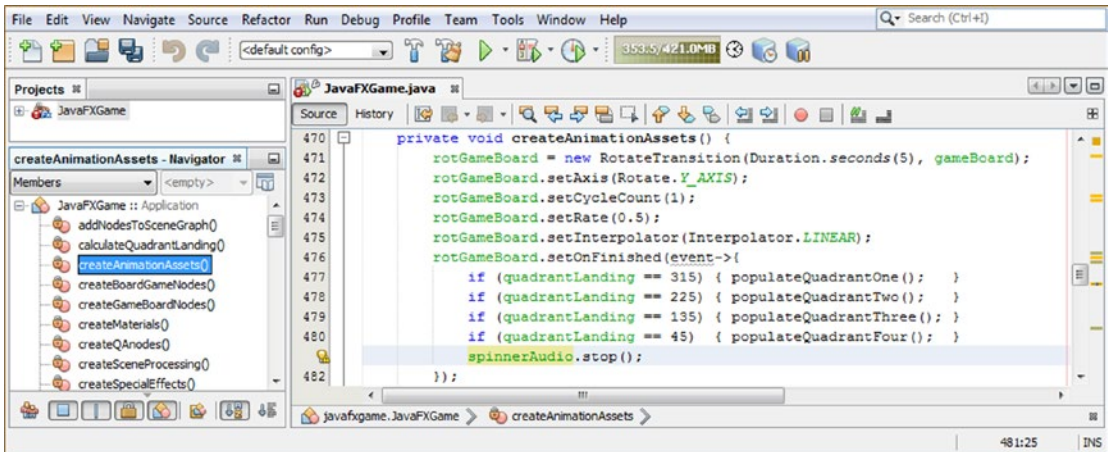 File Edit View Navigate Source Refactor Run Debug Profile Team Tools Window Help
Search (Ctrl+I)
<default config>
353.5/421.0MB
Projects
JavaFXGame
createAnimationAssets - Navigator
Members
<empty>
JavaFXGame :: Application
addNodesToSceneGraph()
calculateQuadrantLanding()
createAnimationAssets()
createBoardGameNodes()
createGameBoardNodes()
createMaterials()
createQAnodes()
createSceneProcessing()
createSpecialEffects()
JavaFXGame.java
Source History
470 private void createAnimationAssets() {
471 rotGameBoard = new RotateTransition(Duration.seconds(5), gameBoard);
472 rotGameBoard.setAxis(Rotate.Y_AXIS);
473 rotGameBoard.setCycleCount(1);
474 rotGameBoard.setRate(0.5);
475 rotGameBoard.setInterpolator(Interpolator.LINEAR);
476 rotGameBoard.setOnFinished(event->{
477 if (quadrantLanding == 315) { populateQuadrantOne(); }
478 if (quadrantLanding == 225) { populateQuadrantTwo(); }
479 if (quadrantLanding == 135) { populateQuadrantThree(); }
480 if (quadrantLanding == 45) { populateQuadrantFour(); }
spinnerAudio.stop();
482 });
javafxgame.JavaFXGame
createAnimationAssets
481:25
INS